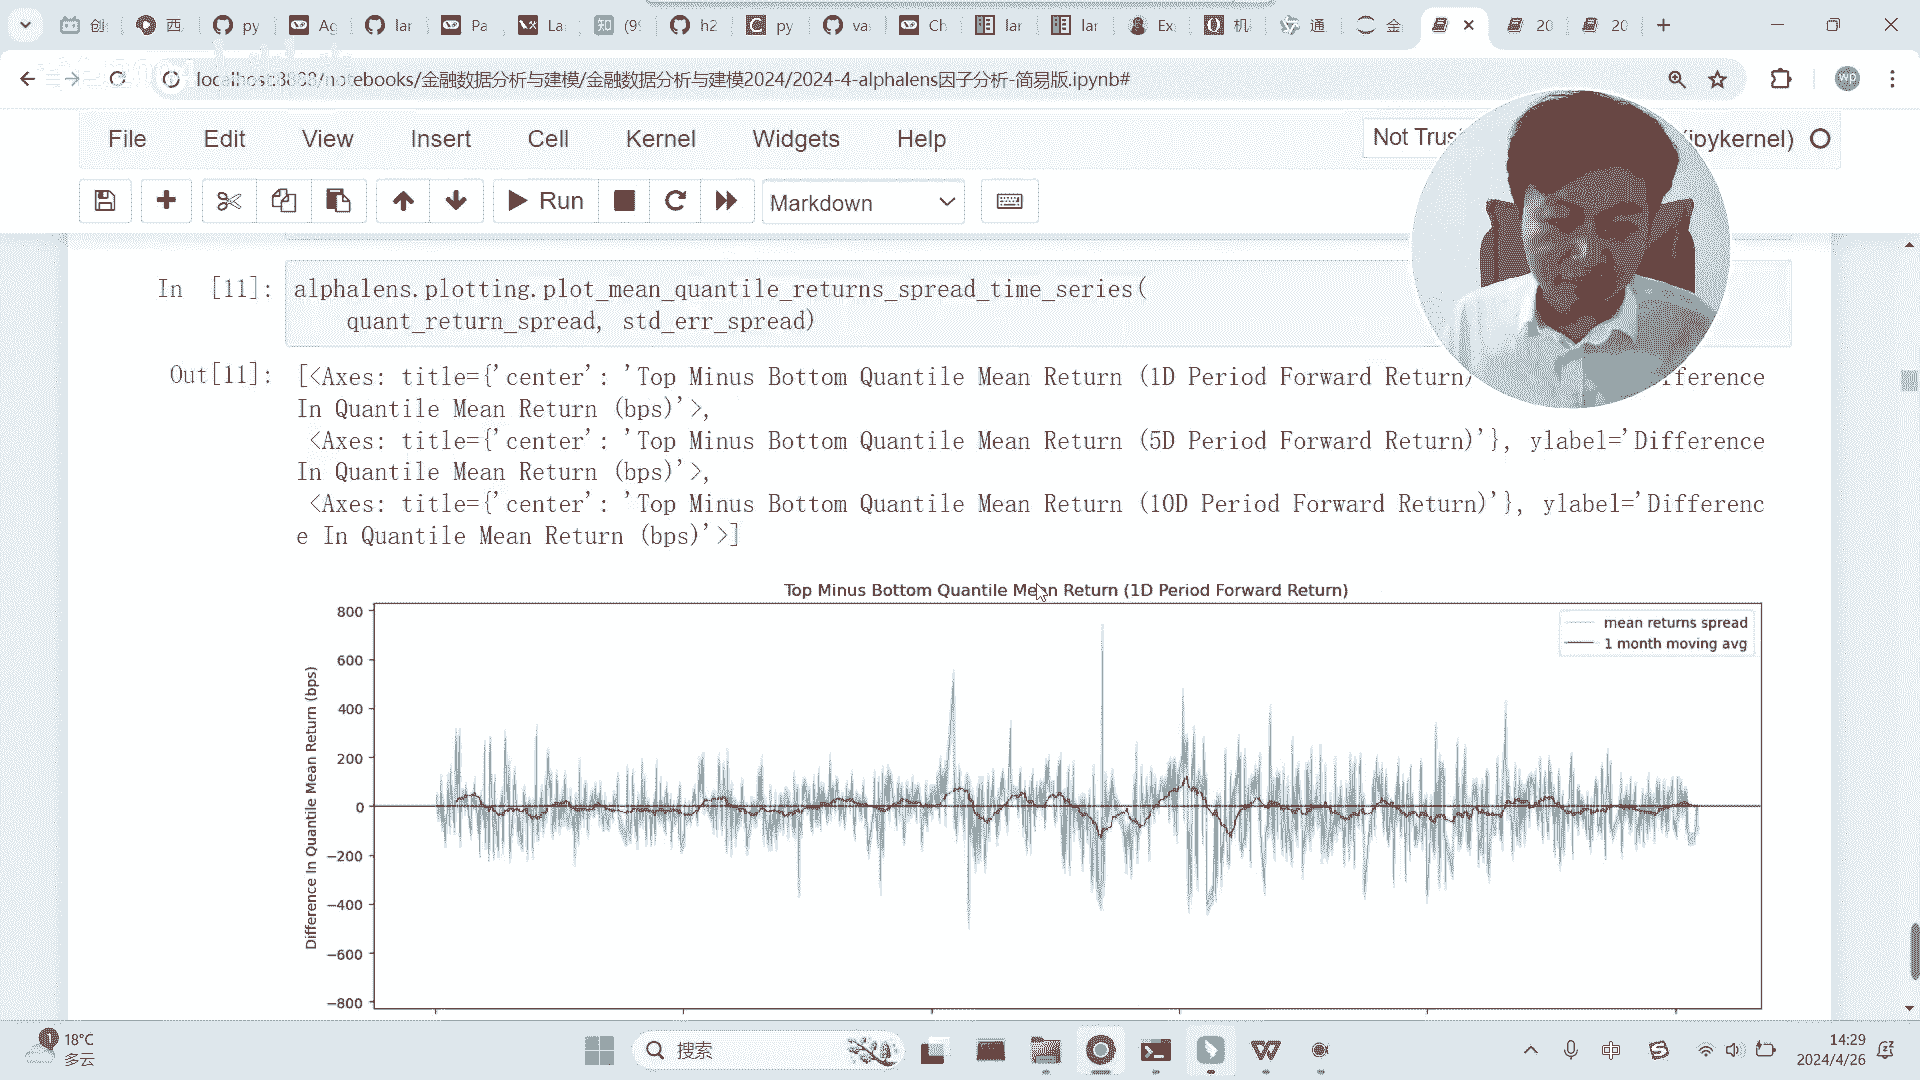 创
西
py
Ag
lar
Pa
La
知 (9
h2
py
va
Ch
lar
lar
Ex
机
通
金
20
20
localhost:8888/notebooks/金融数据分析与建模/金融数据分析与建模2024/2024-4-alphalens因子分析-简易版.ipynb#
wp
File Edit View Insert Cell Kernel Widgets Help
Not Trus
(ipykernel)
Run
Markdown
In [11]: alphalens.plotting.plot_mean_quantile_returns_spread_time_series(
quant_return_spread, std_err_spread)
Out[11]: [<Axes: title={'center': 'Top Minus Bottom Quantile Mean Return (1D Period Forward Return) fference
In Quantile Mean Return (bps)'>,
<Axes: title={'center': 'Top Minus Bottom Quantile Mean Return (5D Period Forward Return)'}, ylabel='Difference
In Quantile Mean Return (bps)'>,
<Axes: title={'center': 'Top Minus Bottom Quantile Mean Return (10D Period Forward Return)'}, ylabel='Differenc
e In Quantile Mean Return (bps)'>]
Top Minus Bottom Quantile Mean Return (1D Period Forward Return)
mean returns spread
1 month moving avg
Difference In Quantile Mean Return (bps)
800
600
400
200
0
−200
−400
−600
−800
1
18°C
多云
搜索
中
14:29
2024/4/26